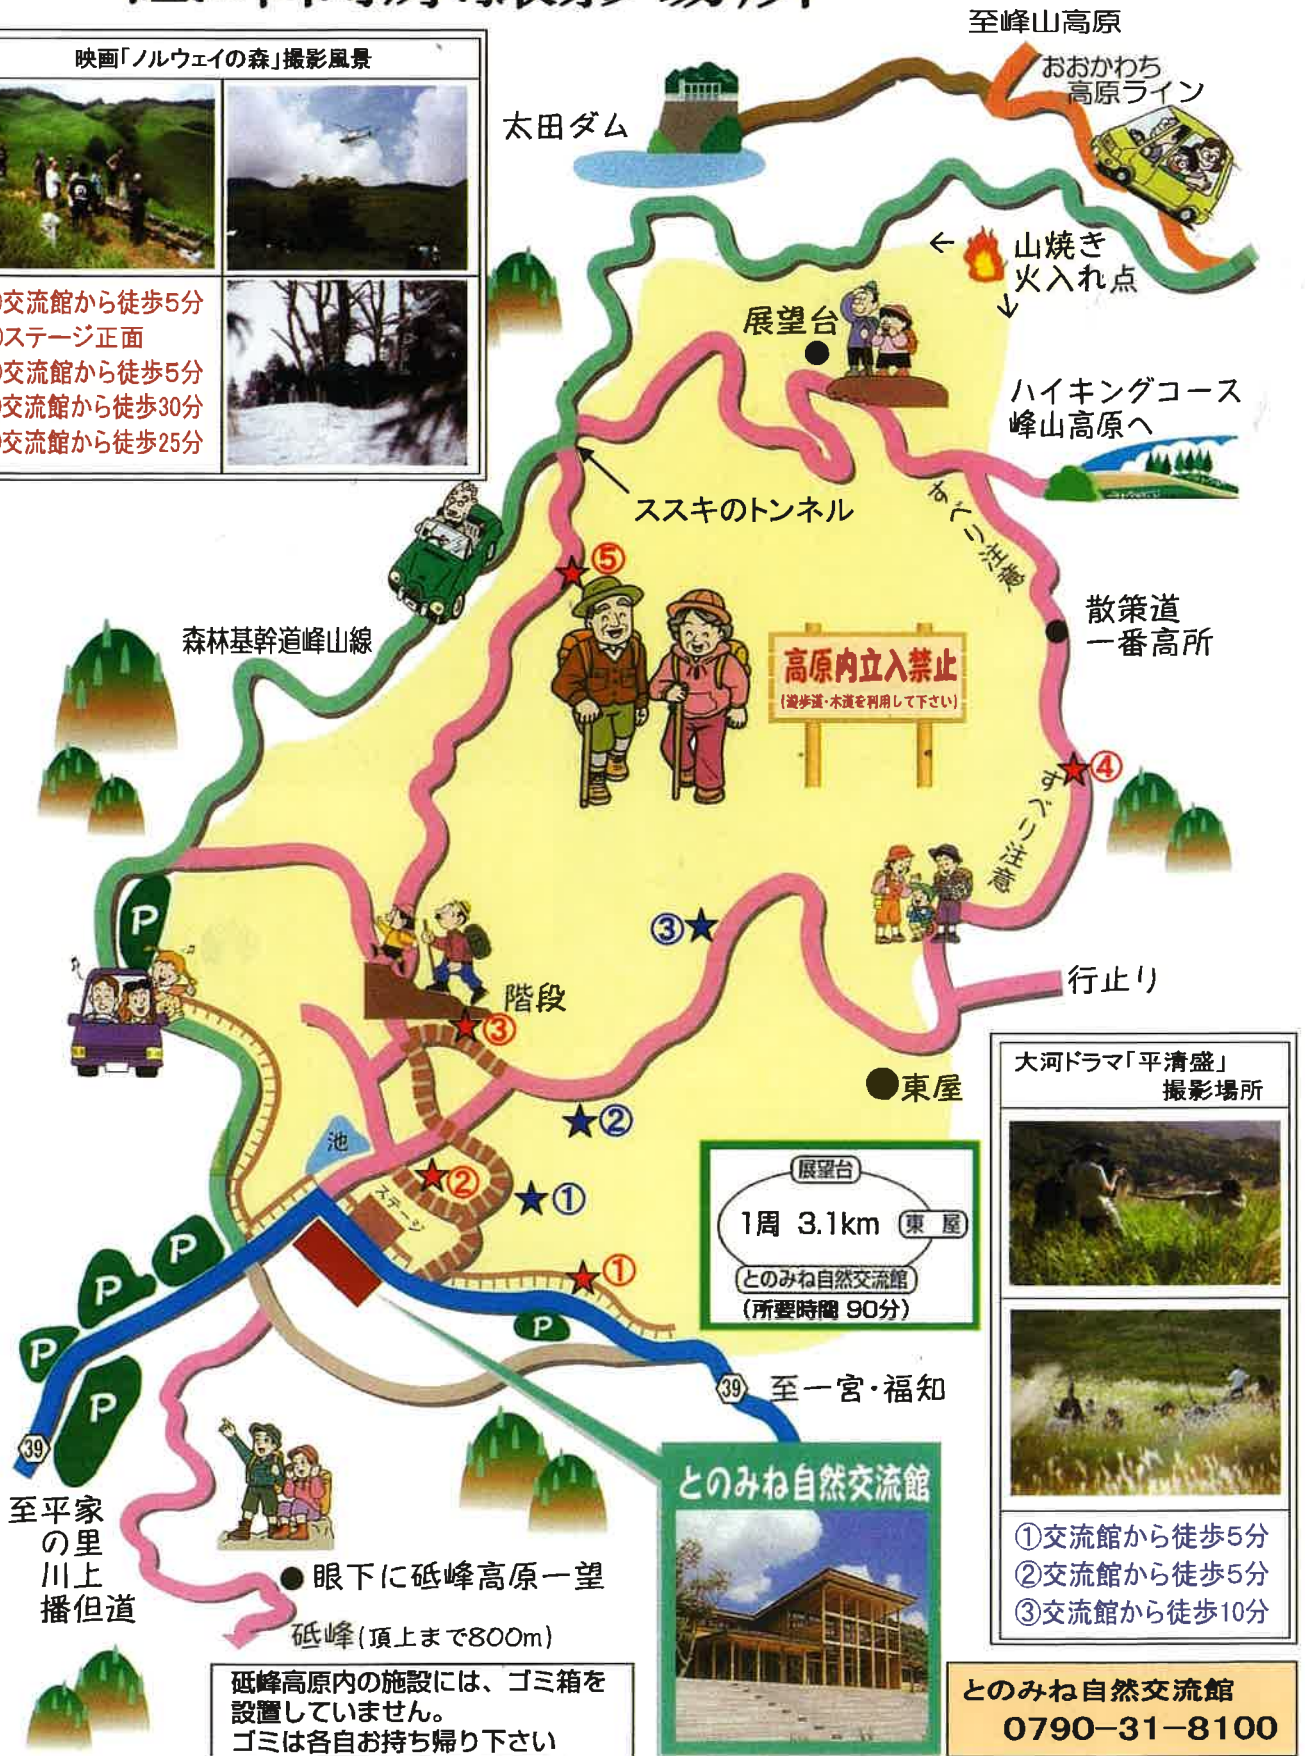 至峰山高原
おおかわち
高原ライン
映画「ノルウェイの森」撮影風景
太田ダム
交流館から徒歩5分
ステージ正面
交流館から徒歩5分
交流館から徒歩30分
交流館から徒歩25分
← 山焼き
火入れ点
↓
展望台
ハイキングコース
峰山高原へ
ススキのトンネル
すべり注意
⑤
散策道
一番高所
森林基幹道峰山線
高原内立入禁止
(遊歩道・木道を利用して下さい)
④
すべり注意
P
③★
行止り
階段
③
東屋
★②
池
②
ステージ
★①
①
展望台
1周 3.1km
東屋
とのみね自然交流館
(所要時間 90分)
大河ドラマ「平清盛」
撮影場所
P
P
P
P
P
39
至一宮・福知
39
至平家
の里
川上
播但道
とのみね自然交流館
眼下に砥峰高原一望
砥峰(頂上まで800m)
①交流館から徒歩5分
②交流館から徒歩5分
③交流館から徒歩10分
砥峰高原内の施設には、ゴミ箱を
設置していません。
ゴミは各自お持ち帰り下さい
とのみね自然交流館
0790-31-8100